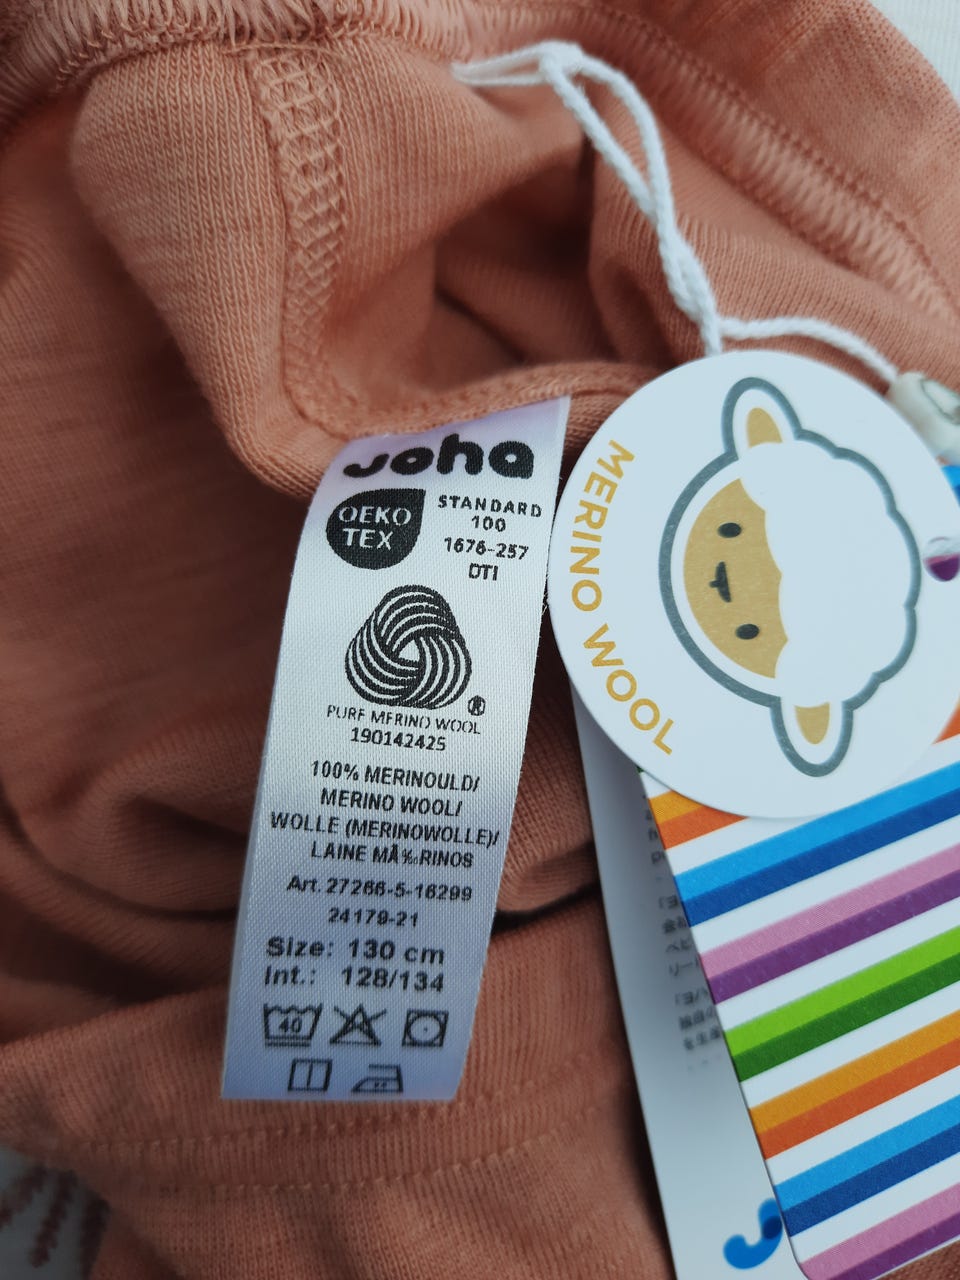 Joha
OEKO
TEX
STANDARD
100
1676-257
DTI
®
PURE MERINO WOOL
190142425
100% MERINOULD/
MERINO WOOL/
WOLLE (MERINOWOLLE)/
LAINE MÅ‰RINOS
Art. 27266-5-16299
24179-21
Size: 130 cm
Int.: 128/134
40
MERINO WOOL